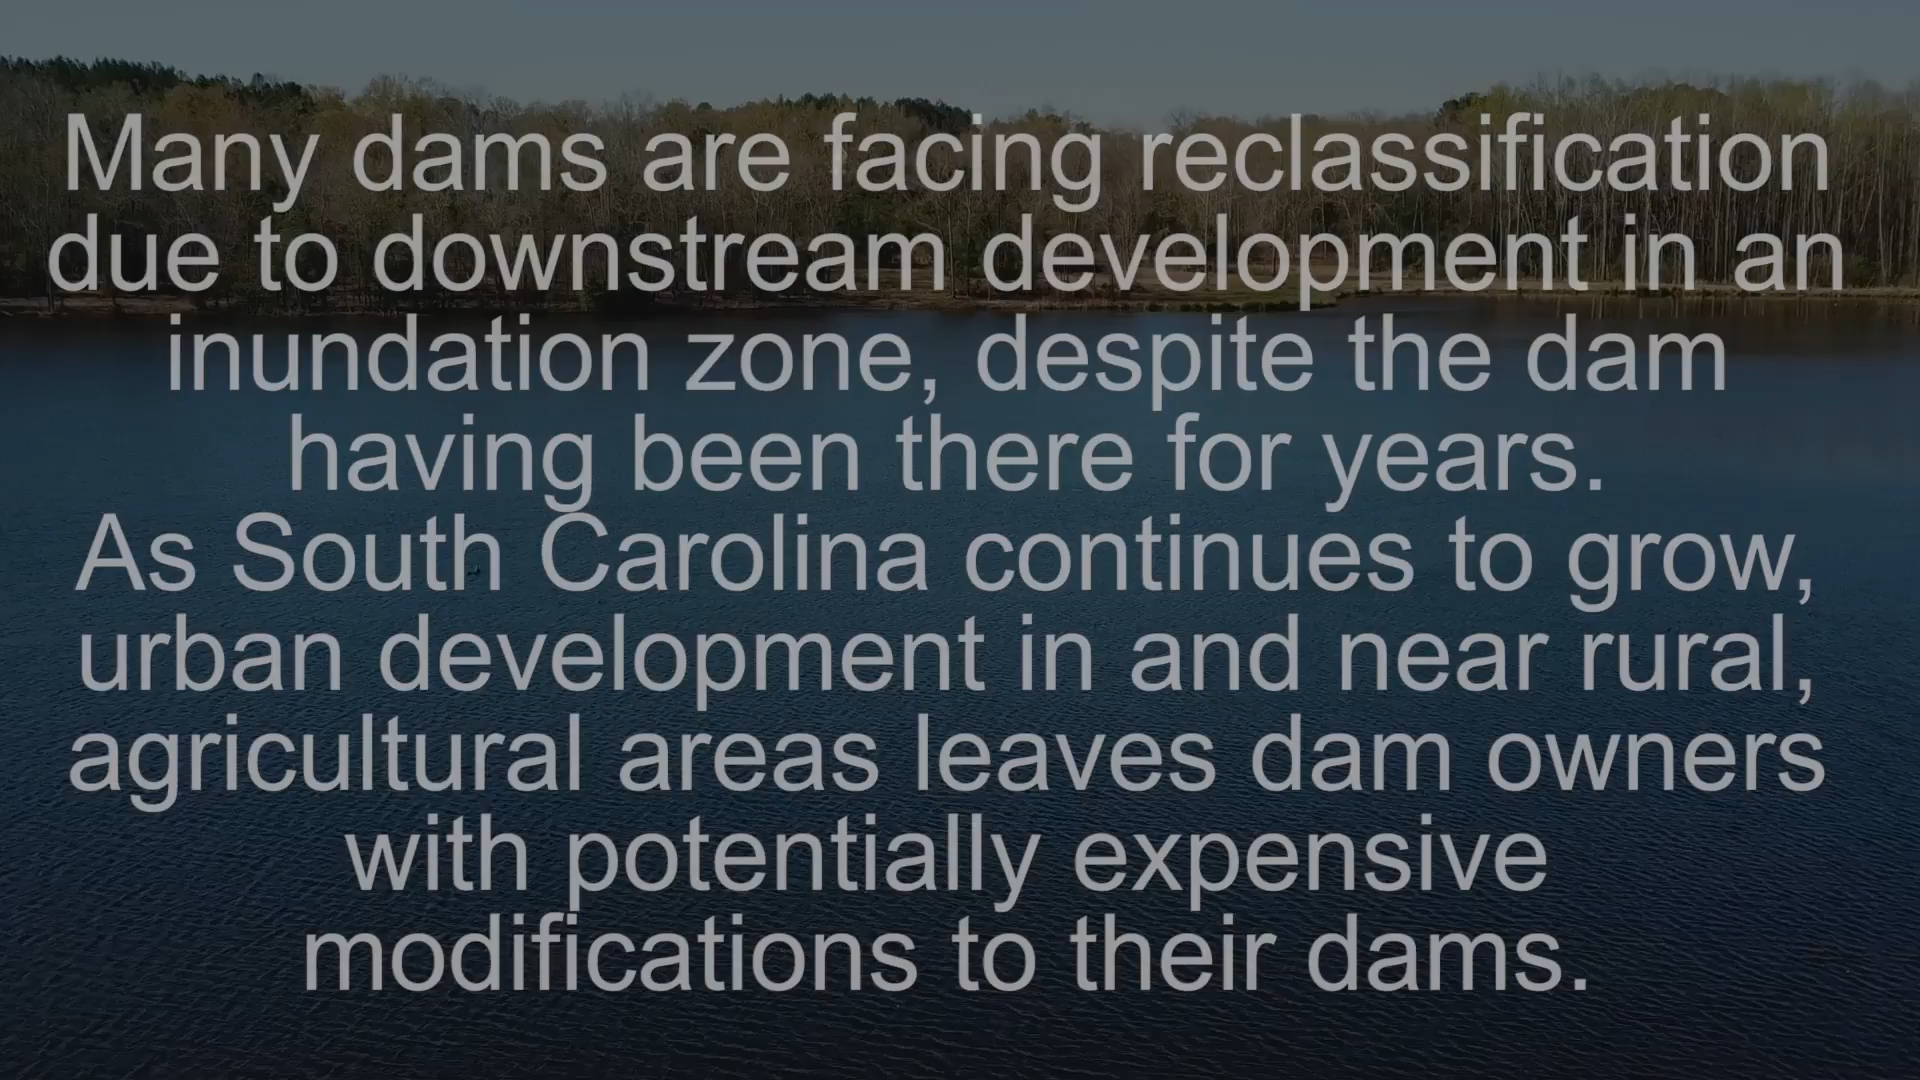 Many dams are facing reclassification
due to downstream development in an
inundation zone, despite the dam
having been there for years.
As South Carolina continues to grow,
urban development in and near rural,
agricultural areas leaves dam owners
with potentially expensive
modifications to their dams.